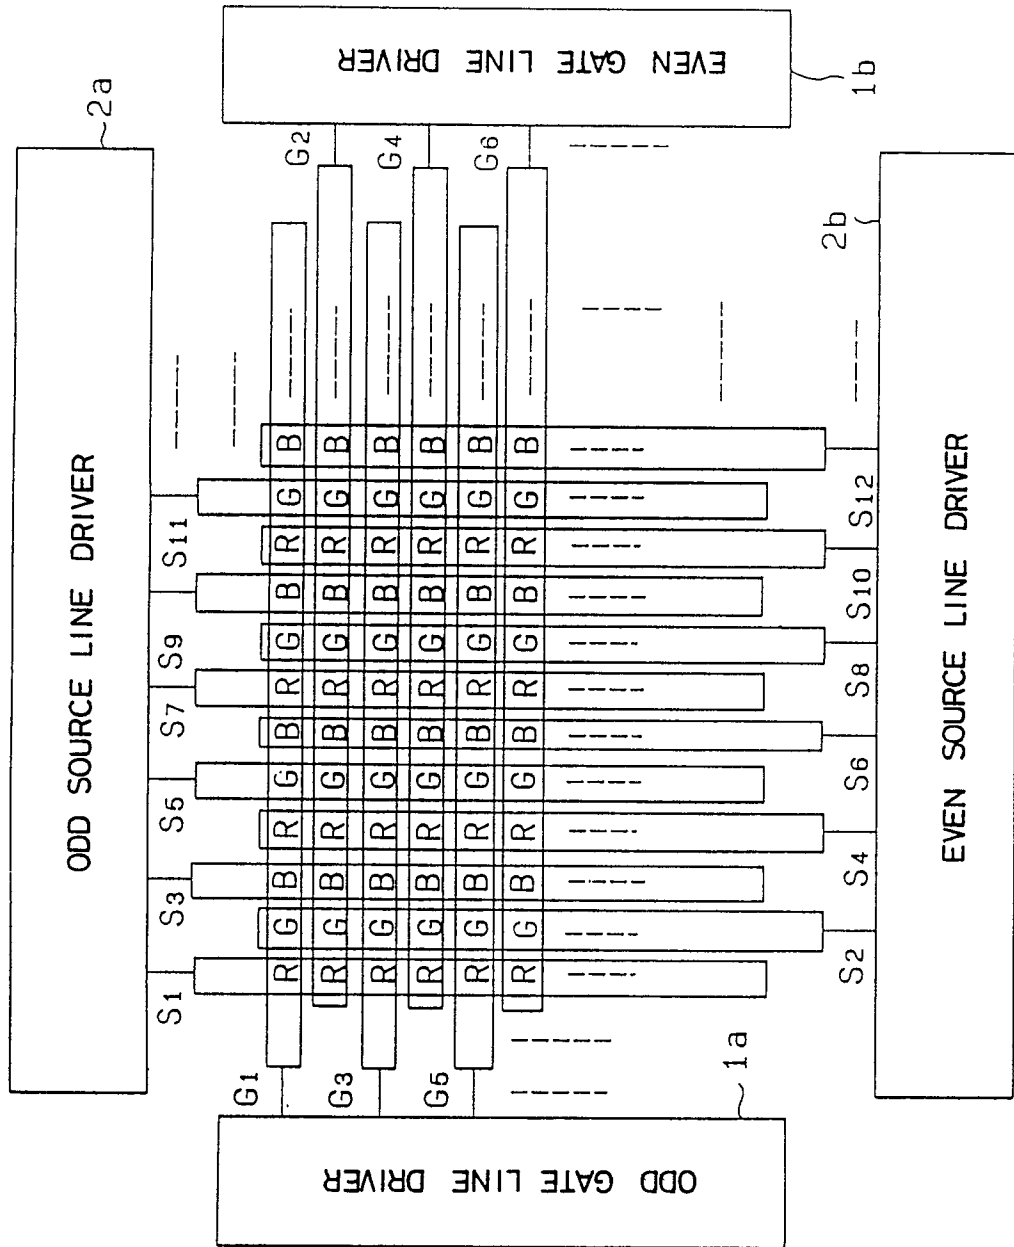 2a
ODD SOURCE LINE DRIVER
S1 S3 S5 S7 S9 S11
G1 R G B R G B R G B R G B
R G B R G B R G B R G B G2
G3 R G B R G B R G B R G B
R G B R G B R G B R G B G4
G5 R G B R G B R G B R G B
R G B R G B R G B R G B G6
ODD GATE LINE DRIVER
EVEN GATE LINE DRIVER
1a
1b
S2 S4 S6 S8 S10 S12
2b
EVEN SOURCE LINE DRIVER